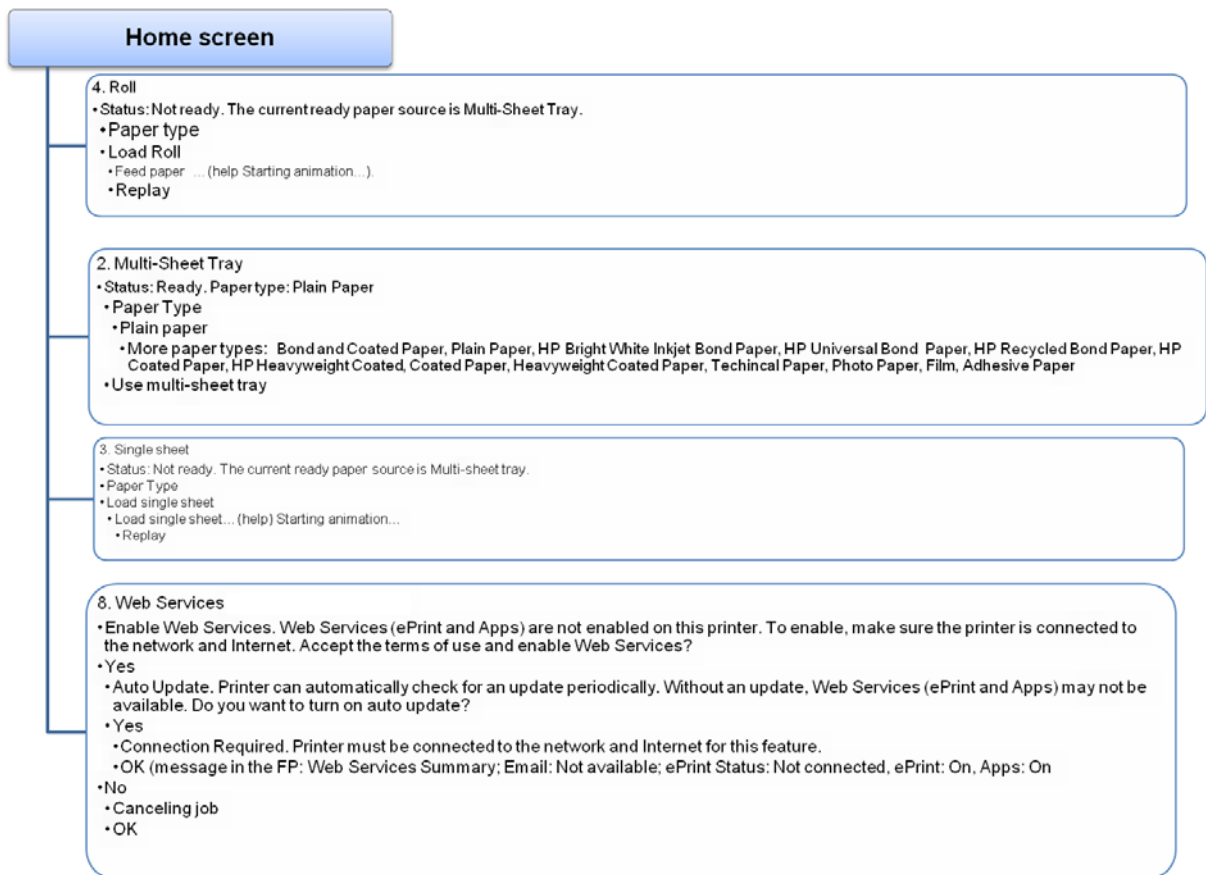 Home screen
4. Roll
•Status: Not ready. The current ready paper source is Multi-Sheet Tray.
•Paper type
•Load Roll
•Feed paper ... (help Starting animation...).
•Replay
2. Multi-Sheet Tray
•Status: Ready. Paper type: Plain Paper
•Paper Type
•Plain paper
•More paper types: Bond and Coated Paper, Plain Paper, HP Bright White Inkjet Bond Paper, HP Universal Bond Paper, HP Recycled Bond Paper, HP
Coated Paper, HP Heavyweight Coated, Coated Paper, Heavyweight Coated Paper, Techincal Paper, Photo Paper, Film, Adhesive Paper
•Use multi-sheet tray
3. Single sheet
•Status: Not ready. The current ready paper source is Multi-sheet tray.
•Paper Type
•Load single sheet
•Load single sheet... (help) Starting animation...
•Replay
8. Web Services
•Enable Web Services. Web Services (ePrint and Apps) are not enabled on this printer. To enable, make sure the printer is connected to
the network and Internet. Accept the terms of use and enable Web Services?
•Yes
•Auto Update. Printer can automatically check for an update periodically. Without an update, Web Services (ePrint and Apps) may not be
available. Do you want to turn on auto update?
•Yes
•Connection Required. Printer must be connected to the network and Internet for this feature.
•OK (message in the FP: Web Services Summary; Email: Not available; ePrint Status: Not connected, ePrint: On, Apps: On
•No
•Canceling job
•OK